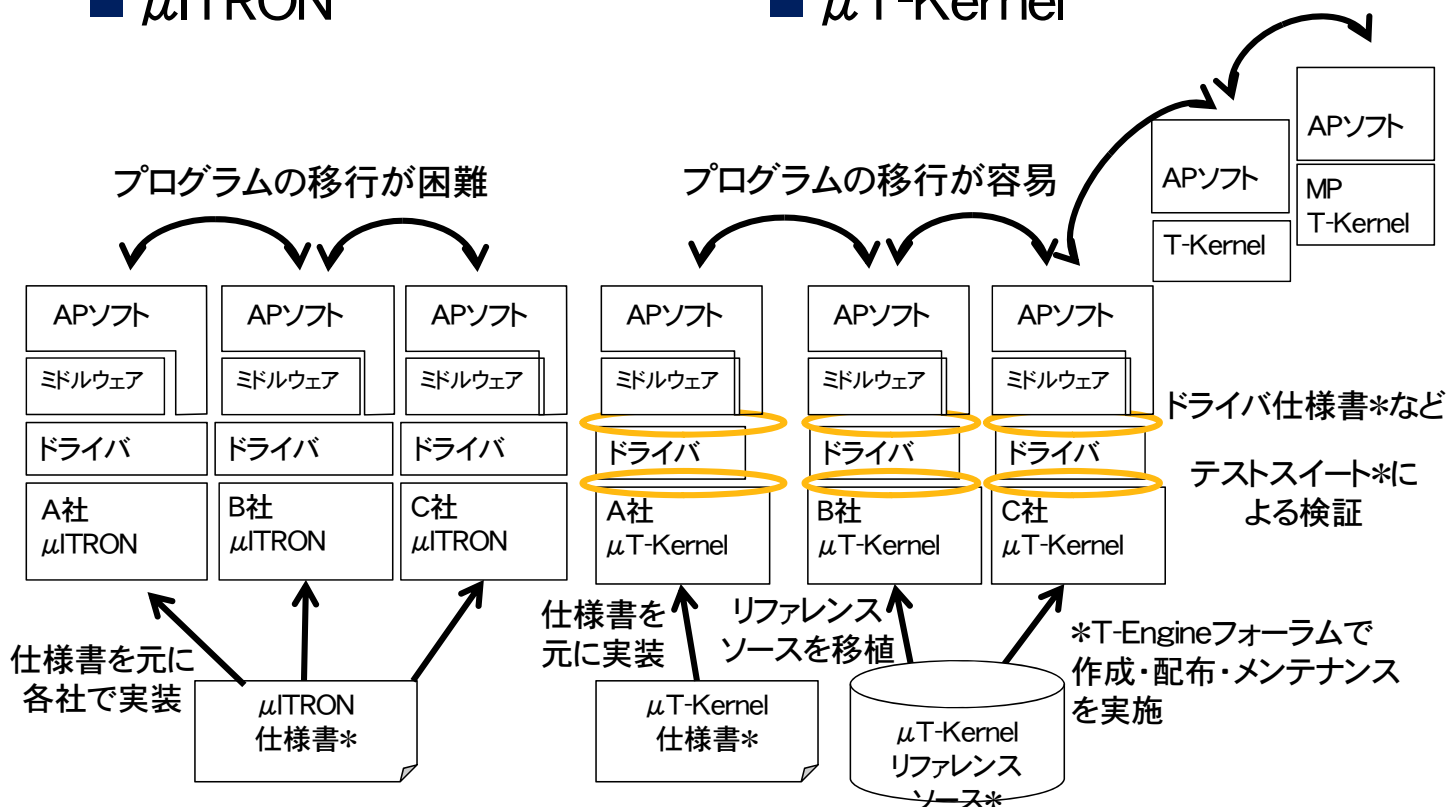 ■ μITRON
■ μT-Kernel
プログラムの移行が困難
プログラムの移行が容易
APソフト
T-Kernel
APソフト
MP
T-Kernel
APソフト
ミドルウェア
ドライバ
A社
μITRON
APソフト
ミドルウェア
ドライバ
B社
μITRON
APソフト
ミドルウェア
ドライバ
C社
μITRON
仕様書を元に
各社で実装
μITRON
仕様書*
APソフト
ミドルウェア
ドライバ
A社
μT-Kernel
APソフト
ミドルウェア
ドライバ
B社
μT-Kernel
APソフト
ミドルウェア
ドライバ
C社
μT-Kernel
ドライバ仕様書*など
テストスイート*に
よる検証
仕様書を
元に実装
リファレンス
ソースを移植
μT-Kernel
仕様書*
μT-Kernel
リファレンス
ソース*
*T-Engineフォーラムで
作成・配布・メンテナンス
を実施